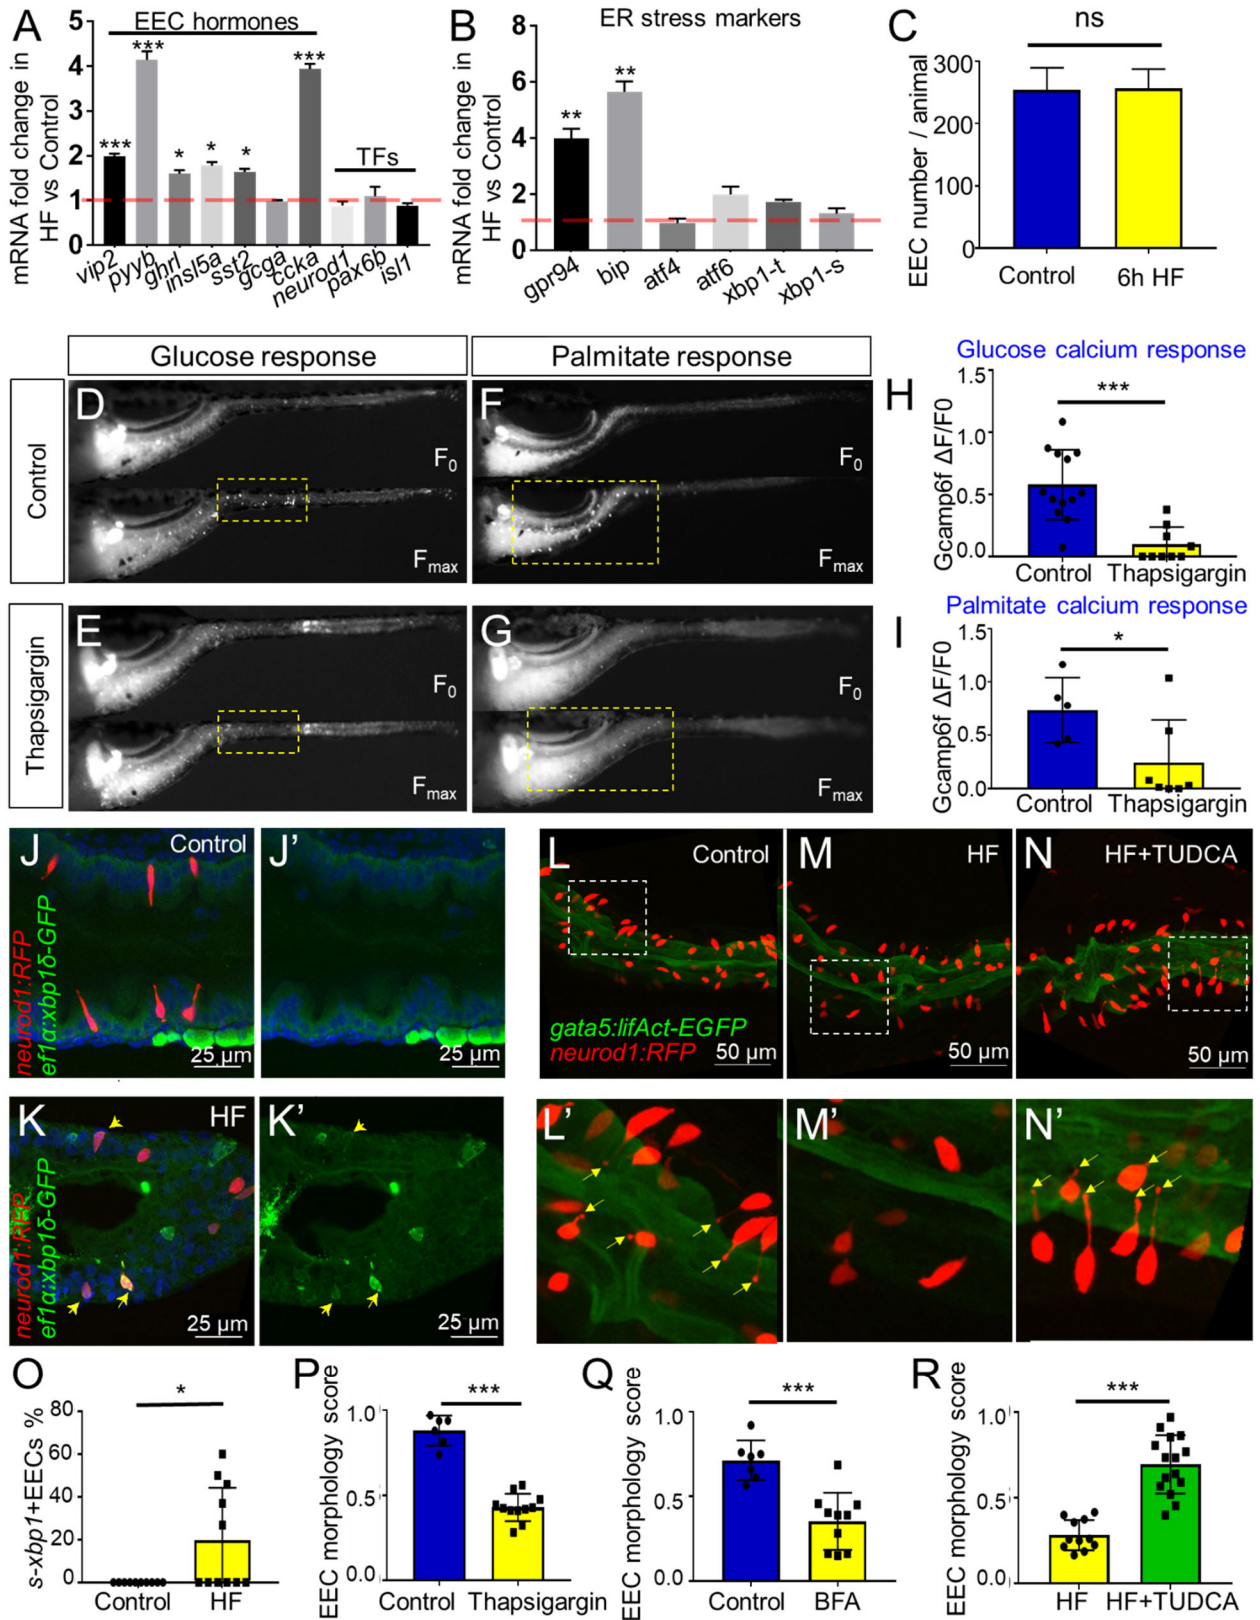 A
EEC hormones
mRNA fold change in
HF vs Control
5
4
3
2
1
0
***
***
*
*
*
***
TFs
vip2
pyyb
ghrl
insl5a
sst2
gcga
ccka
neurod1
pax6b
isl1
B
ER stress markers
mRNA fold change in
HF vs Control
8
6
4
2
0
**
**
gpr94
bip
atf4
atf6
xbp1-t
xbp1-s
C
ns
EEC number / animal
300
200
100
0
Control
6h HF
Glucose response
Palmitate response
Control
Thapsigargin
D
F0
Fmax
F
F0
Fmax
E
F0
Fmax
G
F0
Fmax
H
Glucose calcium response
Gcamp6f ΔF/F0
1.5
1.0
0.5
0.0
***
Control
Thapsigargin
I
Palmitate calcium response
Gcamp6f ΔF/F0
1.5
1.0
0.5
0.0
*
Control
Thapsigargin
J
Control
neurod1:RFP
ef1α:xbp1δ-GFP
25 µm
J’
25 µm
K
HF
neurod1:RFP
ef1α:xbp1δ-GFP
25 µm
K’
25 µm
L
Control
gata5:lifAct-EGFP
neurod1:RFP
50 µm
M
HF
50 µm
N
HF+TUDCA
50 µm
L’
M’
N’
O
s-xbp1+EECs %
80
60
40
20
0
*
Control
HF
P
EEC morphology score
1.0
0.5
0.0
***
Control
Thapsigargin
Q
EEC morphology score
1.0
0.5
0.0
***
Control
BFA
R
EEC morphology score
1.0
0.5
0.0
***
HF
HF+TUDCA